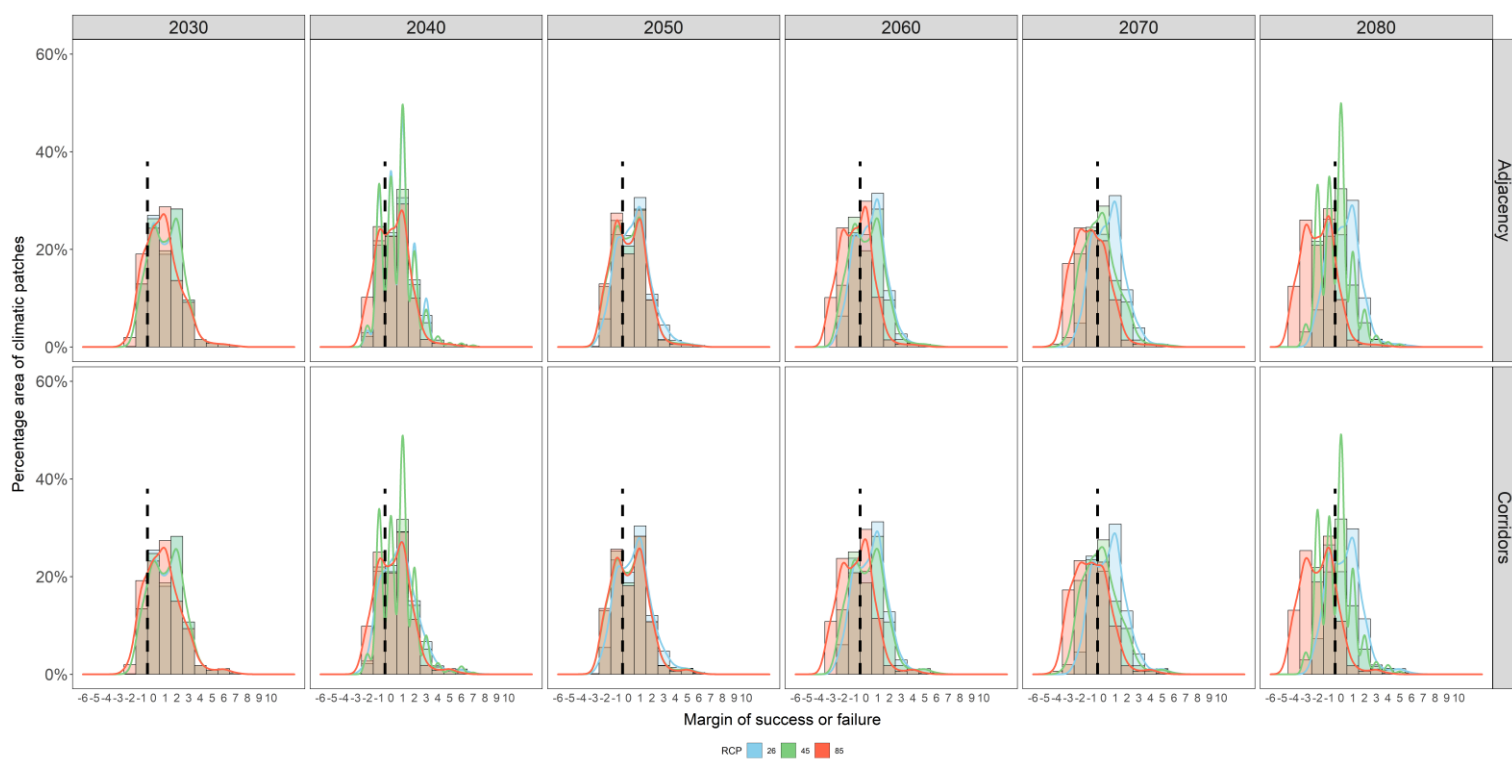 2030 2040 2050 2060 2070 2080
60%
40%
20%
0%
Adjacency
60%
40%
20%
0%
Corridors
Percentage area of climatic patches
-6-5-4-3-2-1 0 1 2 3 4 5 6 7 8 9 10 -6-5-4-3-2-1 0 1 2 3 4 5 6 7 8 9 10 -6-5-4-3-2-1 0 1 2 3 4 5 6 7 8 9 10 -6-5-4-3-2-1 0 1 2 3 4 5 6 7 8 9 10 -6-5-4-3-2-1 0 1 2 3 4 5 6 7 8 9 10 -6-5-4-3-2-1 0 1 2 3 4 5 6 7 8 9 10
Margin of success or failure
RCP 26 45 85